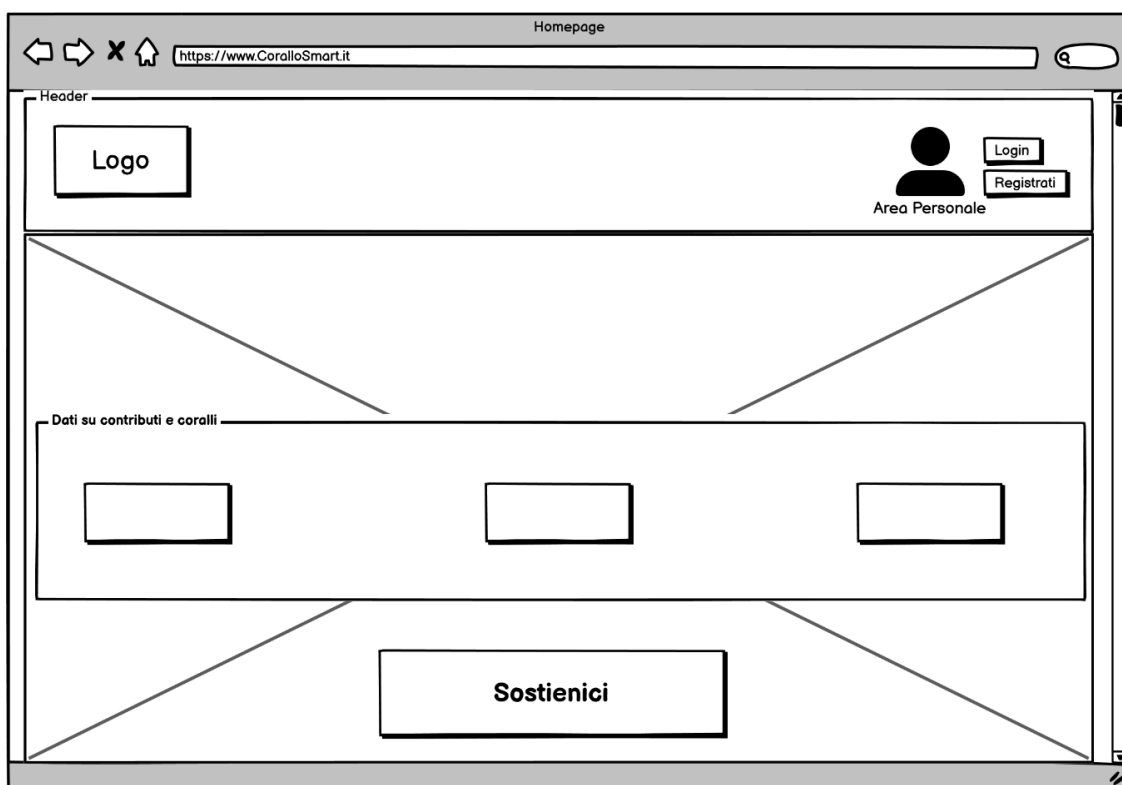 Homepage
https://www.CoralloSmart.it
Header
Logo
Login
Registrati
Area Personale
Dati su contributi e coralli
Sostienici